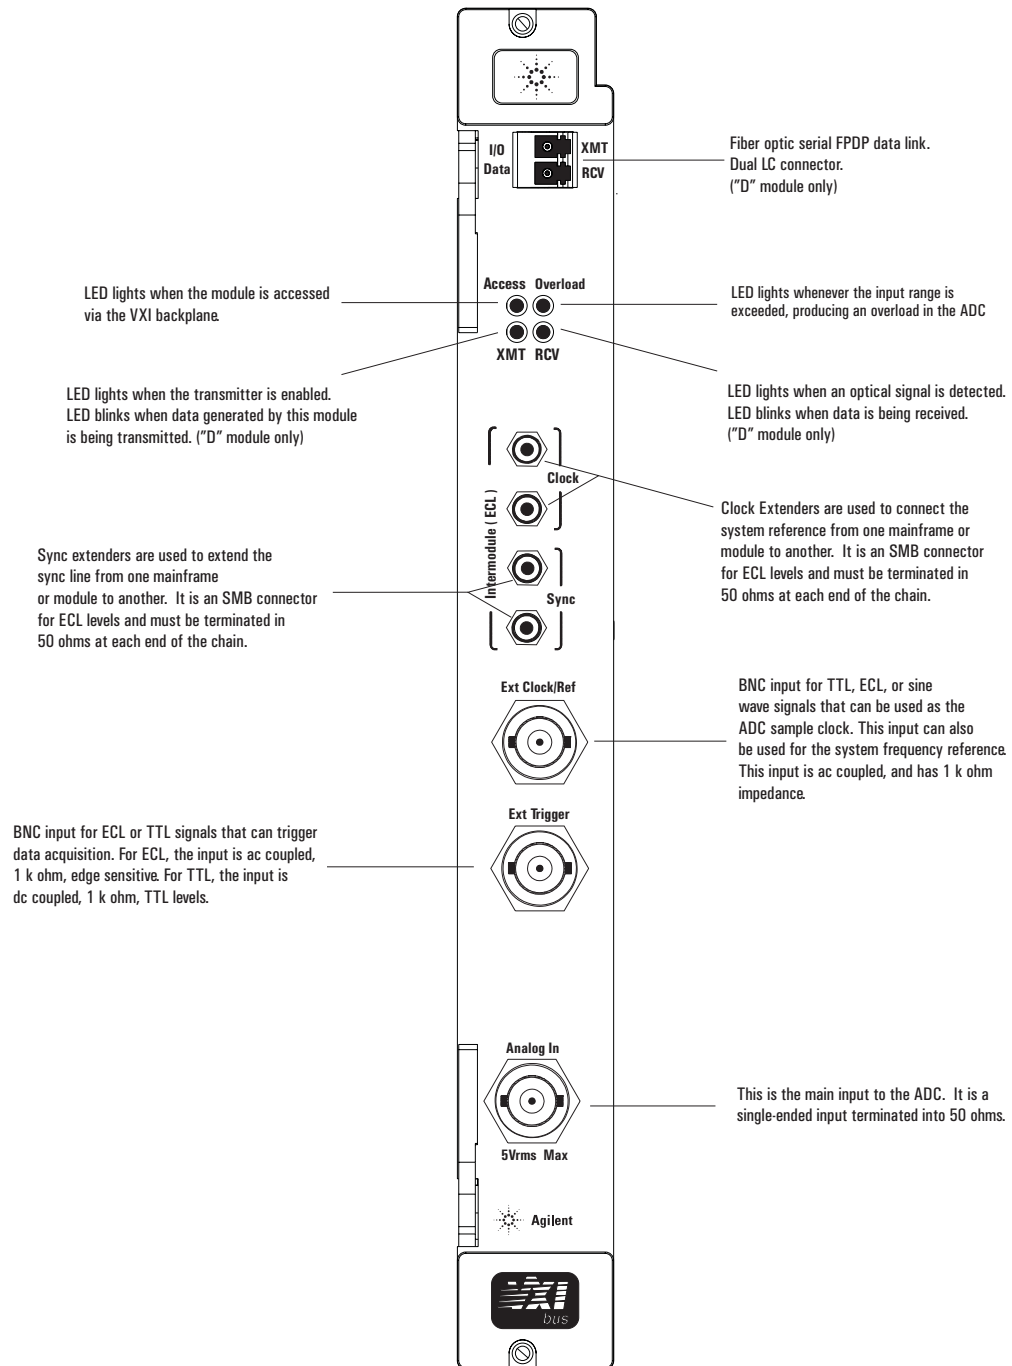 I/O
Data
XMT
RCV
Fiber optic serial FPDP data link.
Dual LC connector.
("D" module only)
Access Overload
LED lights when the module is accessed
via the VXI backplane.
LED lights whenever the input range is
exceeded, producing an overload in the ADC
XMT RCV
LED lights when the transmitter is enabled.
LED blinks when data generated by this module
is being transmitted. ("D" module only)
LED lights when an optical signal is detected.
LED blinks when data is being received.
("D" module only)
Intermodule ( ECL )
Clock
Sync
Clock Extenders are used to connect the
system reference from one mainframe or
module to another. It is an SMB connector
for ECL levels and must be terminated in
50 ohms at each end of the chain.
Sync extenders are used to extend the
sync line from one mainframe
or module to another. It is an SMB connector
for ECL levels and must be terminated in
50 ohms at each end of the chain.
Ext Clock/Ref
BNC input for TTL, ECL, or sine
wave signals that can be used as the
ADC sample clock. This input can also
be used for the system frequency reference.
This input is ac coupled, and has 1 k ohm
impedance.
Ext Trigger
BNC input for ECL or TTL signals that can trigger
data acquisition. For ECL, the input is ac coupled,
1 k ohm, edge sensitive. For TTL, the input is
dc coupled, 1 k ohm, TTL levels.
Analog In
This is the main input to the ADC. It is a
single-ended input terminated into 50 ohms.
5Vrms Max
Agilent
VXI
bus